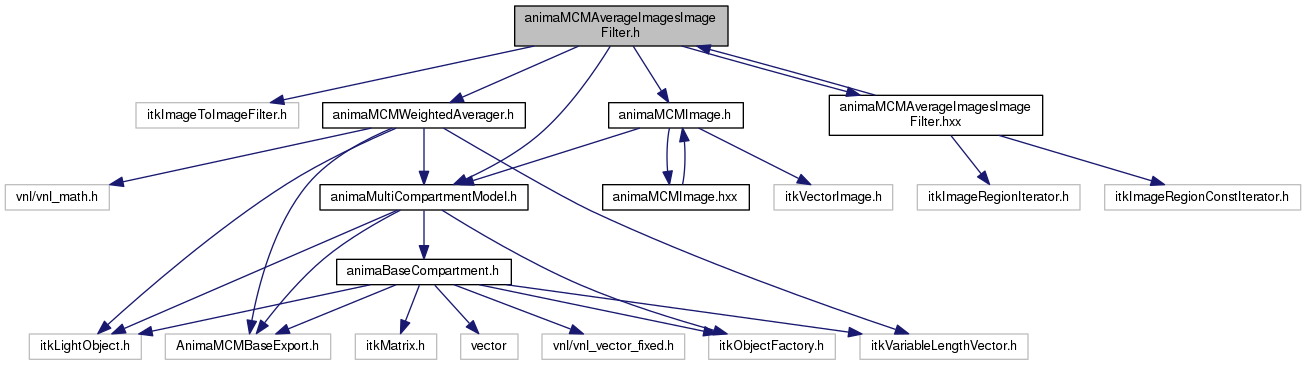 animaMCMAverageImagesImage
Filter.h
itkImageToImageFilter.h
animaMCMWeightedAverager.h
animaMCMImage.h
animaMCMAverageImagesImage
Filter.hxx
vnl/vnl_math.h
animaMultiCompartmentModel.h
animaMCMImage.hxx
itkVectorImage.h
itkImageRegionIterator.h
itkImageRegionConstIterator.h
animaBaseCompartment.h
itkLightObject.h
AnimaMCMBaseExport.h
itkMatrix.h
vector
vnl/vnl_vector_fixed.h
itkObjectFactory.h
itkVariableLengthVector.h